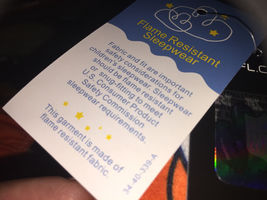 Flame Resistant
Sleepwear
Fabric and fit are important
safety considerations for
children's sleepwear. Sleepwear
should be flame resistant
or snug-fitting to meet
U.S. Consumer Product
Safety Commission
sleepwear requirements.
This garment is made of
flame resistant fabric.
34-40-339-A
FLO